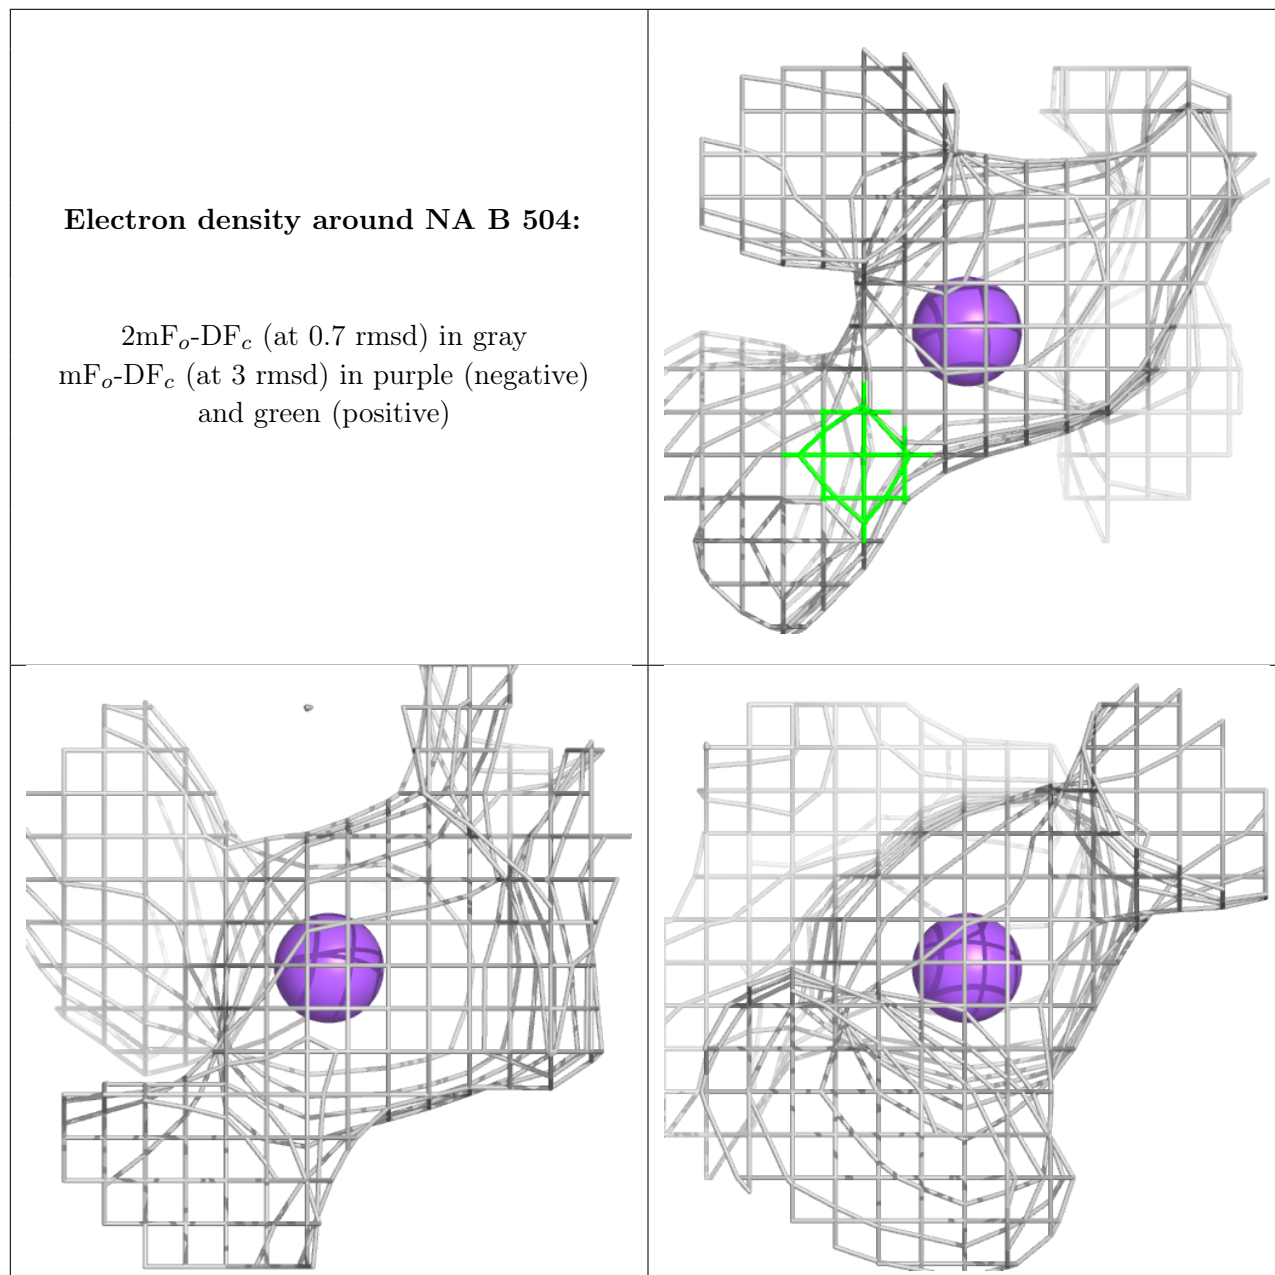 Electron density around NA B 504:
2mFo-DFc (at 0.7 rmsd) in gray
mFo-DFc (at 3 rmsd) in purple (negative)
and green (positive)